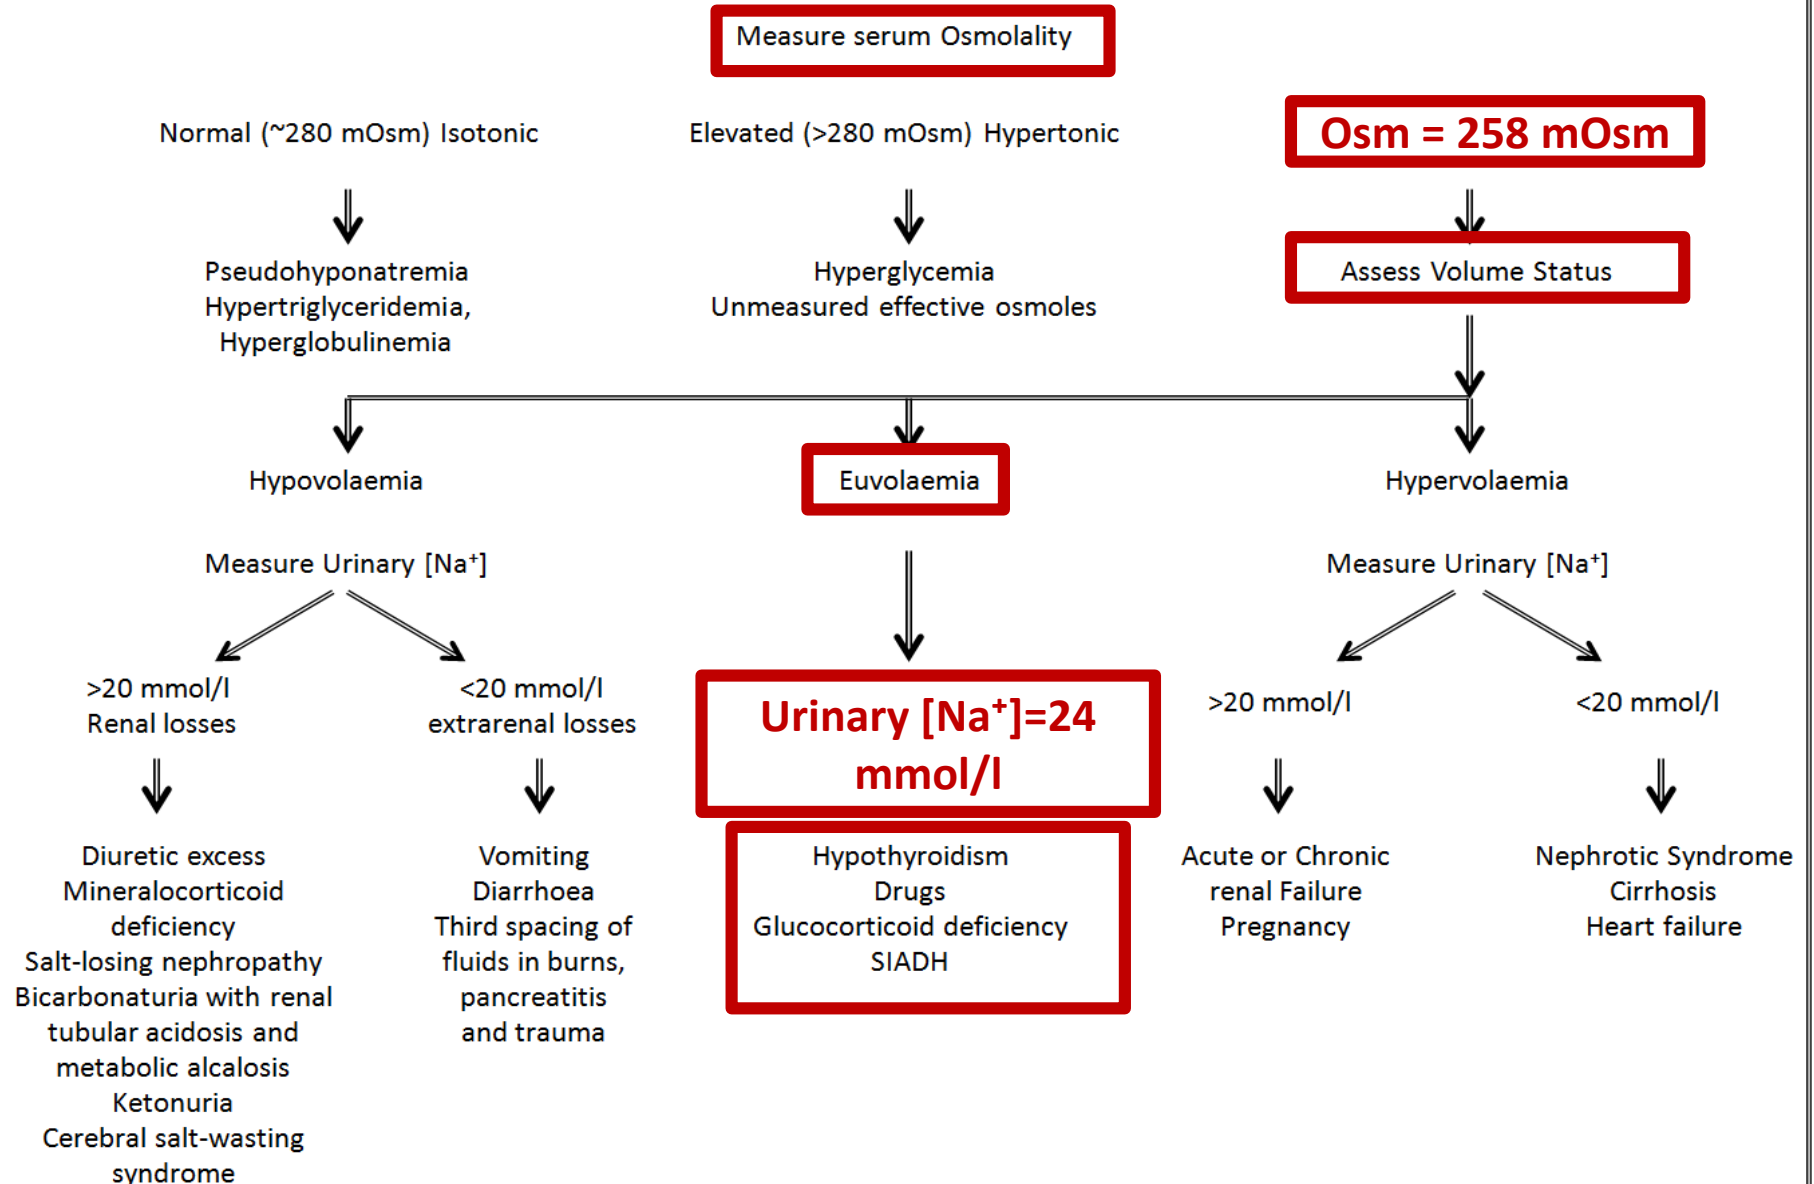 Measure serum Osmolality
Normal (~280 mOsm) Isotonic
Elevated (>280 mOsm) Hypertonic
Osm = 258 mOsm
Pseudohyponatremia
Hypertriglyceridemia,
Hyperglobulinemia
Hyperglycemia
Unmeasured effective osmoles
Assess Volume Status
Hypovolaemia
Euvolaemia
Hypervolaemia
Measure Urinary [Na⁺]
Measure Urinary [Na⁺]
>20 mmol/l
Renal losses
<20 mmol/l
extrarenal losses
Urinary [Na⁺]=24
mmol/l
>20 mmol/l
<20 mmol/l
Diuretic excess
Mineralocorticoid
deficiency
Salt-losing nephropathy
Bicarbonaturia with renal
tubular acidosis and
metabolic alcalosis
Ketonuria
Cerebral salt-wasting
syndrome
Vomiting
Diarrhoea
Third spacing of
fluids in burns,
pancreatitis
and trauma
Hypothyroidism
Drugs
Glucocorticoid deficiency
SIADH
Acute or Chronic
renal Failure
Pregnancy
Nephrotic Syndrome
Cirrhosis
Heart failure